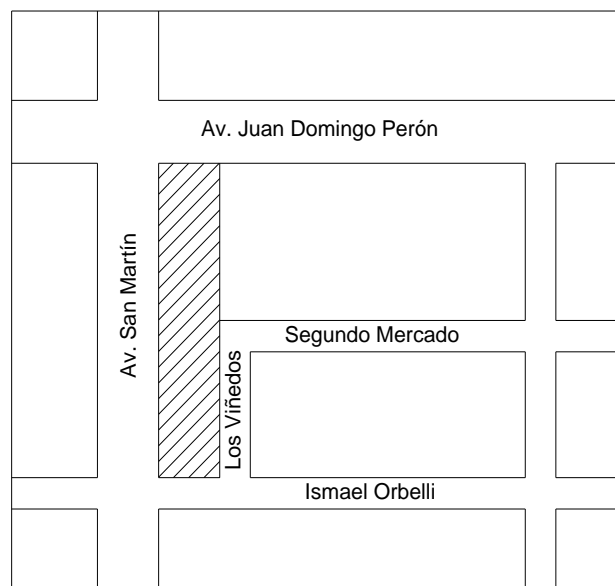 Av. Juan Domingo Perón
Av. San Martín
Segundo Mercado
Los Viñedos
Ismael Orbelli